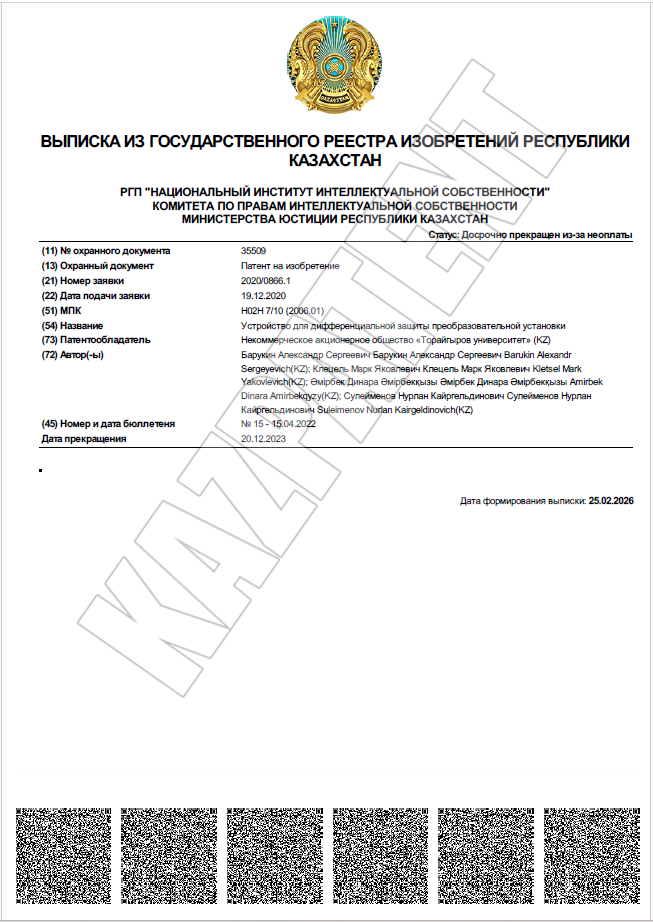 ҚАЗАҚСТАН
ВЫПИСКА ИЗ ГОСУДАРСТВЕННОГО РЕЕСТРА ИЗОБРЕТЕНИЙ РЕСПУБЛИКИ
КАЗАХСТАН
РГП "НАЦИОНАЛЬНЫЙ ИНСТИТУТ ИНТЕЛЛЕКТУАЛЬНОЙ СОБСТВЕННОСТИ"
КОМИТЕТА ПО ПРАВАМ ИНТЕЛЛЕКТУАЛЬНОЙ СОБСТВЕННОСТИ
МИНИСТЕРСТВА ЮСТИЦИИ РЕСПУБЛИКИ КАЗАХСТАН
Статус: Досрочно прекращен из-за неоплаты
(11) № охранного документа 35509
(13) Охранный документ Патент на изобретение
(21) Номер заявки 2020/0866.1
(22) Дата подачи заявки 19.12.2020
(51) МПК H02H 7/10 (2006.01)
(54) Название Устройство для дифференциальной защиты преобразовательной установки
(73) Патентообладатель Некоммерческое акционерное общество «Торайгыров университет» (KZ)
(72) Автор(-ы) Барукин Александр Сергеевич Барукин Александр Сергеевич Barukin Alexandr
Sergeyevich(KZ); Клецель Марк Яковлевич Клецель Марк Яковлевич Kletsel Mark
Yakovlevich(KZ); Әмірбек Динара Әмірбекқызы Әмірбек Динара Әмірбекқызы Amirbek
Dinara Amirbekqyzy(KZ); Сулейменов Нурлан Кайргельдинович Сулейменов Нурлан
Кайргельдинович Suleimenov Nurlan Kairgeldinovich(KZ)
(45) Номер и дата бюллетеня № 15 - 15.04.2022
Дата прекращения 20.12.2023
Дата формирования выписки: 25.02.2026
KAZPATENT